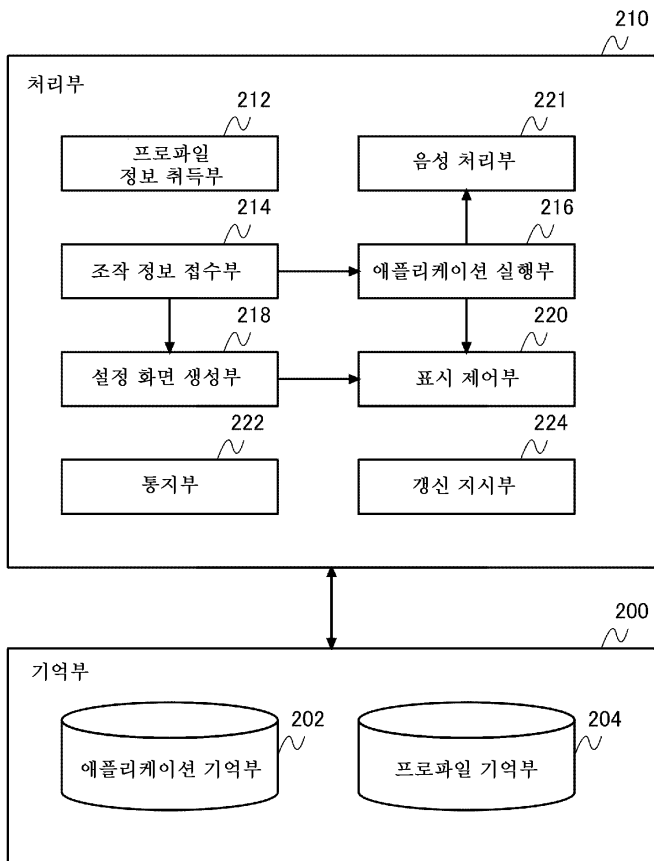 210
처리부
212
221
프로파일
정보 취득부
음성 처리부
214
216
조작 정보 접수부
애플리케이션 실행부
218
220
설정 화면 생성부
표시 제어부
222
224
통지부
갱신 지시부
200
기억부
202
204
애플리케이션 기억부
프로파일 기억부